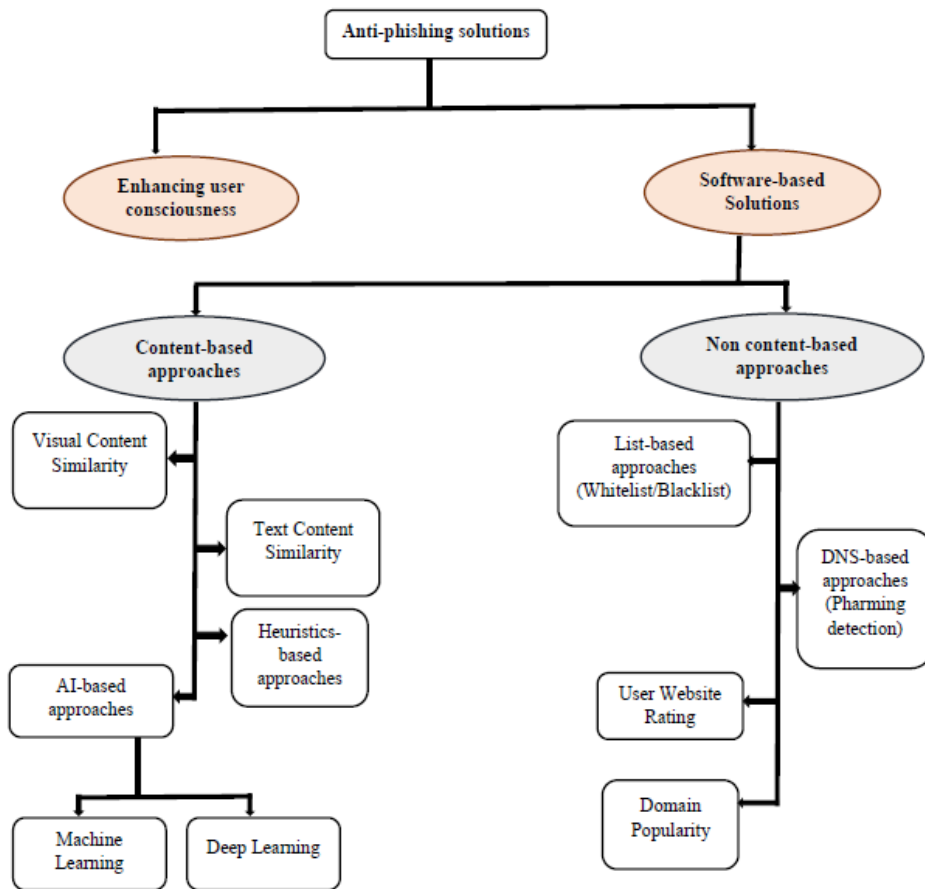 Anti-phishing solutions
Enhancing user
consciousness
Software-based
Solutions
Content-based
approaches
Non content-based
approaches
Visual Content
Similarity
List-based
approaches
(Whitelist/Blacklist)
Text Content
Similarity
DNS-based
approaches
(Pharming
detection)
Heuristics-
based
approaches
AI-based
approaches
User Website
Rating
Machine
Learning
Deep Learning
Domain
Popularity